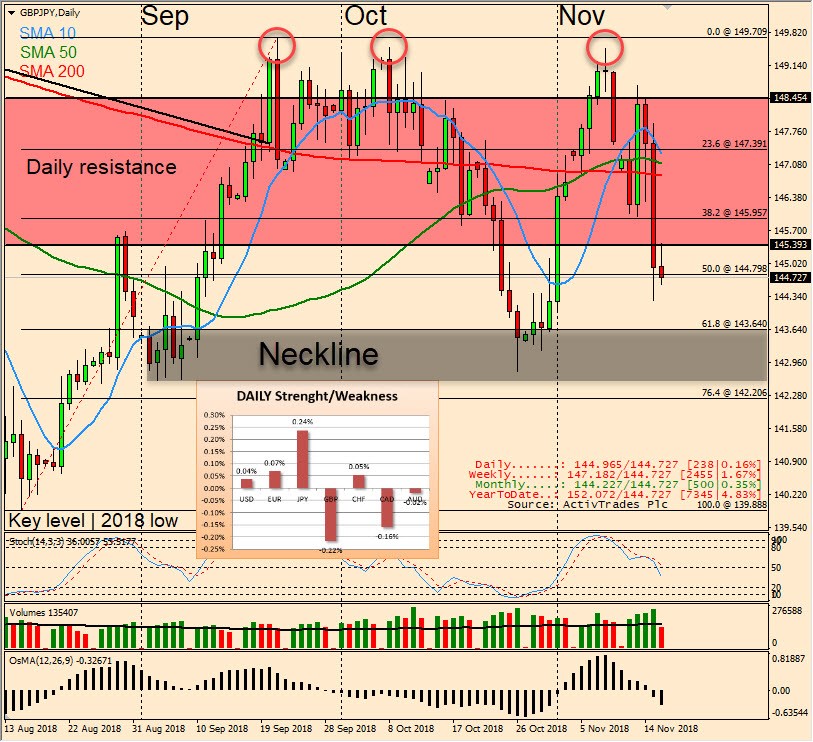 GBPJPY,Daily
Sep Oct Nov
SMA 10
SMA 50
SMA 200
0.0 @ 149.709
149.820
149.140
148.454
147.760
23.6 @ 147.391
147.080
Daily resistance
146.380
38.2 @ 145.957
145.700
145.393
145.020
50.0 @ 144.798
144.727
144.340
61.8 @ 143.640
143.640
Neckline
142.960
76.4 @ 142.206
142.280
141.580
140.900
140.220
139.540
DAILY Strenght/Weakness
0.30%
0.25%
0.20%
0.15%
0.10%
0.05%
0.00%
-0.05%
-0.10%
-0.15%
-0.20%
-0.25%
0.04% 0.07% 0.24% -0.22% 0.05% -0.16% -0.02%
USD EUR JPY GBP CHF CAD AUD
Daily.......: 144.965/144.727 [238|0.16%]
Weekly......: 147.182/144.727 [2455|1.67%]
Monthly.....: 144.227/144.727 [500|0.35%]
YearToDate..: 152.072/144.727 [7345|4.83%]
Source: ActivTrades Plc
100.0 @ 139.888
Key level | 2018 low
Stoch(14,3,3) 36.0057 53.5177
80
50
20
Volumes 135407
276588
0
OsMA(12,26,9) -0.32671
0.81887
0.00
-0.63544
13 Aug 2018 22 Aug 2018 31 Aug 2018 10 Sep 2018 19 Sep 2018 28 Sep 2018 8 Oct 2018 17 Oct 2018 26 Oct 2018 5 Nov 2018 14 Nov 2018